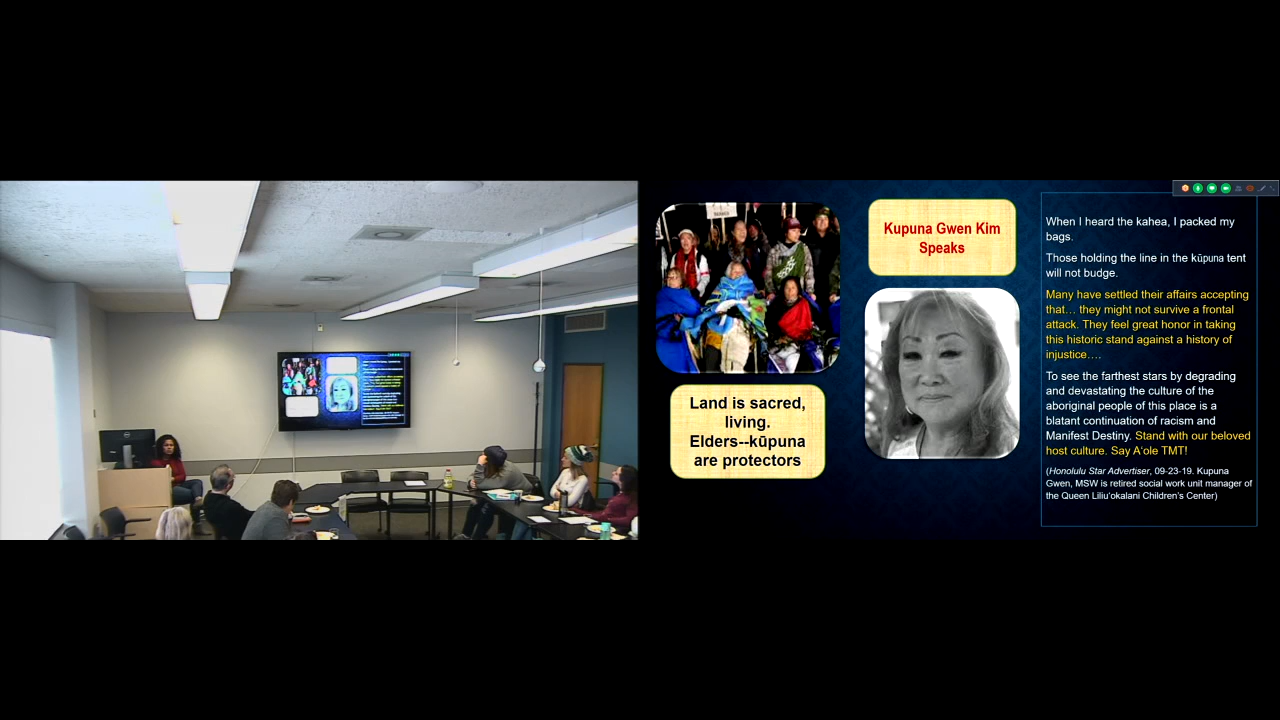 Kupuna Gwen Kim
Speaks
Land is sacred,
living.
Elders--kūpuna
are protectors
When I heard the kahea, I packed my
bags.
Those holding the line in the kūpuna tent
will not budge.
Many have settled their affairs accepting
that… they might not survive a frontal
attack. They feel great honor in taking
this historic stand against a history of
injustice….
To see the farthest stars by degrading
and devastating the culture of the
aboriginal people of this place is a
blatant continuation of racism and
Manifest Destiny. Stand with our beloved
host culture. Say A‘ole TMT!
(Honolulu Star Advertiser, 09-23-19. Kupuna
Gwen, MSW is retired social work unit manager of
the Queen Liliu‘okalani Children’s Center)